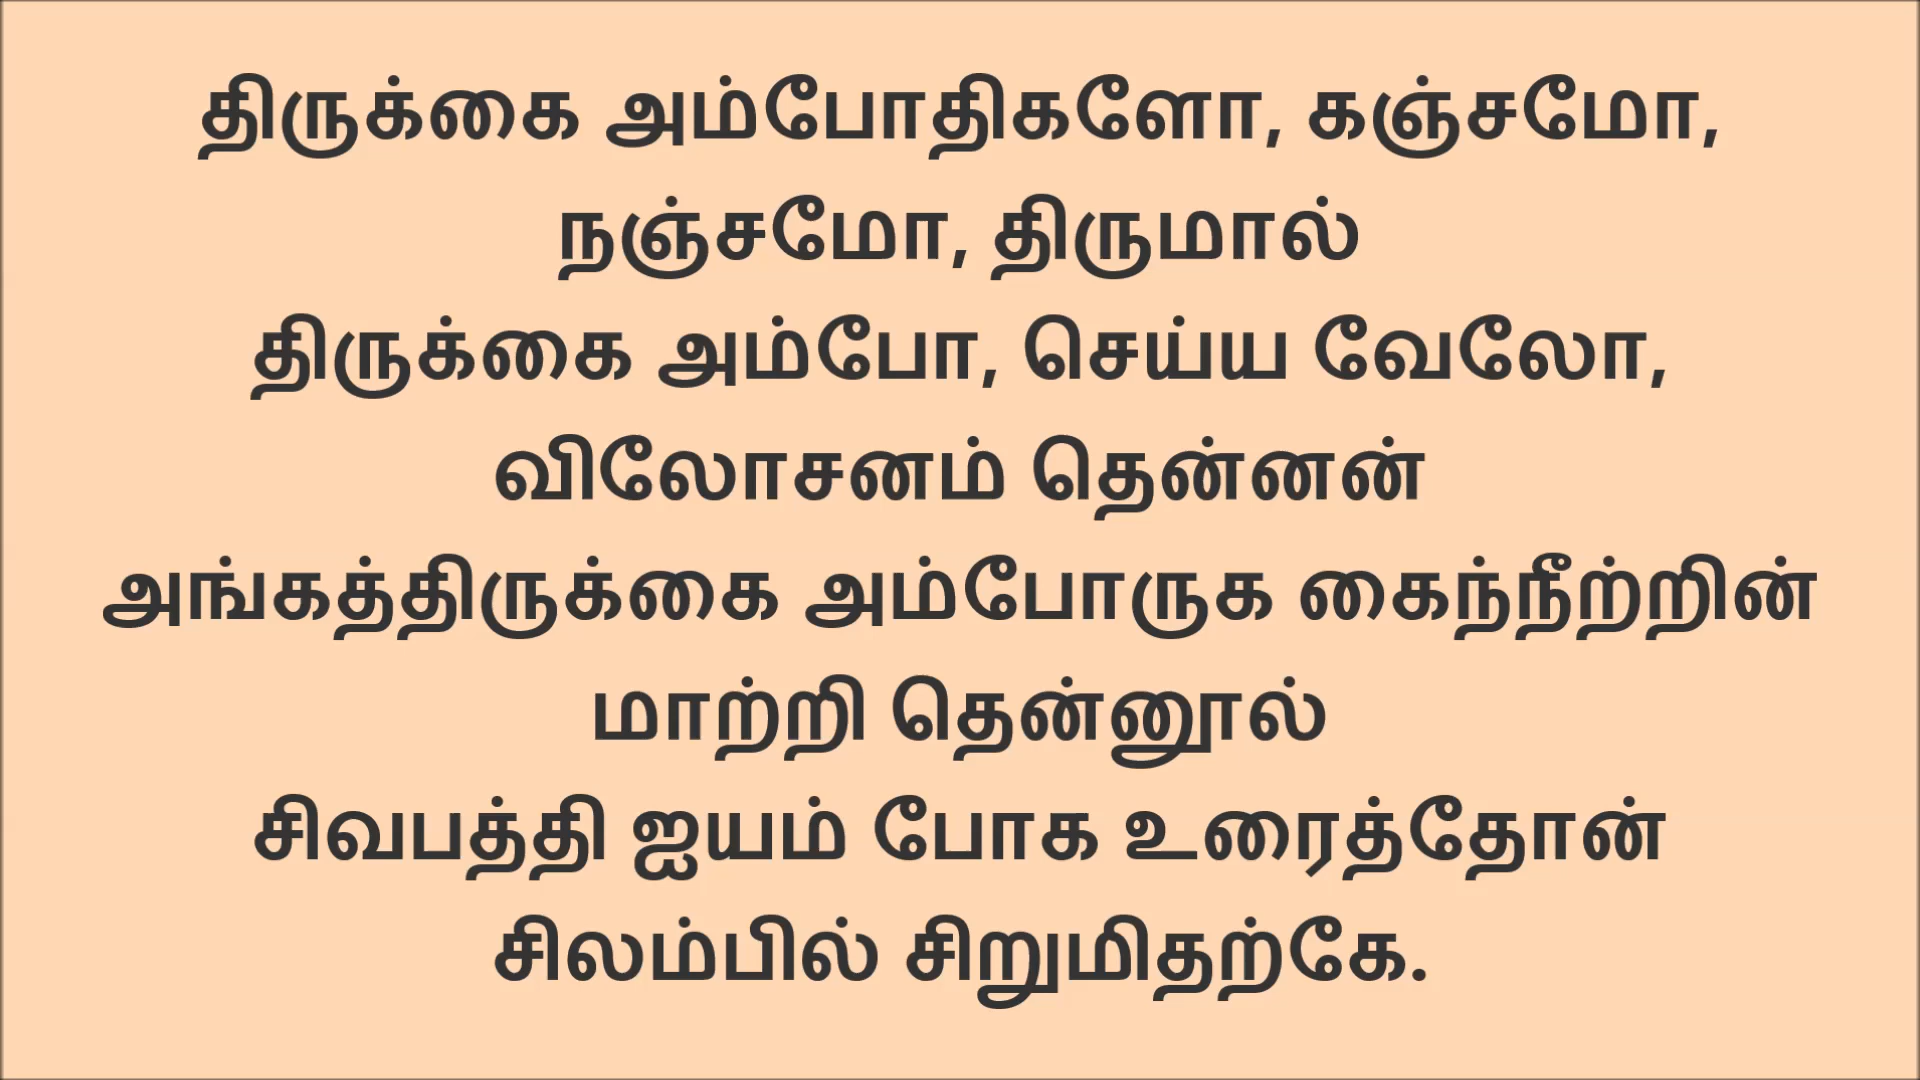 திருக்கை அம்போதிகளோ, கஞ்சமோ,
நஞ்சமோ, திருமால்
திருக்கை அம்போ, செய்ய வேலோ,
விலோசனம் தென்னன்
அங்கத்திருக்கை அம்போருக கைந்நீற்றின்
மாற்றி தென்னூல்
சிவபத்தி ஐயம் போக உரைத்தோன்
சிலம்பில் சிறுமிதற்கே.